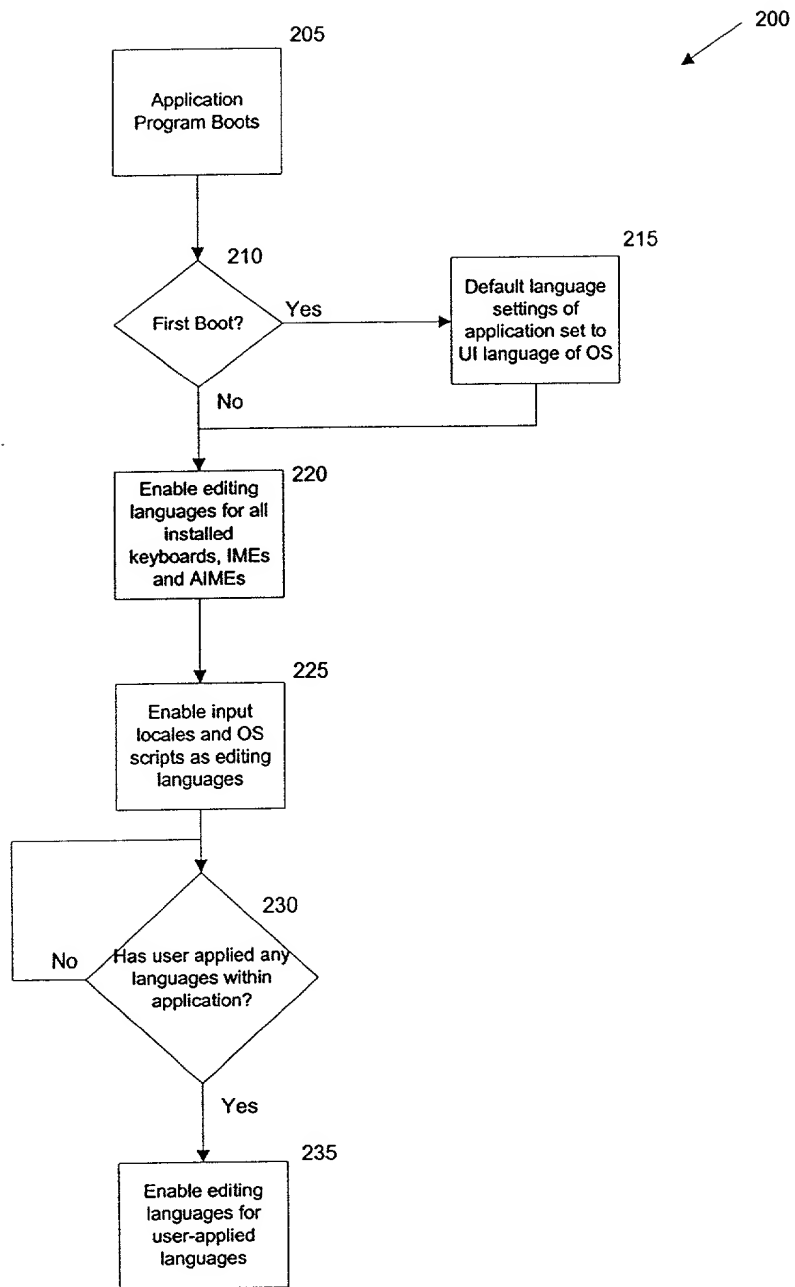 200
205
Application
Program Boots
210
First Boot?
Yes
No
215
Default language
settings of
application set to
UI language of OS
220
Enable editing
languages for all
installed
keyboards, IMEs
and AIMEs
225
Enable input
locales and OS
scripts as editing
languages
230
Has user applied any
languages within
application?
No
Yes
235
Enable editing
languages for
user-applied
languages